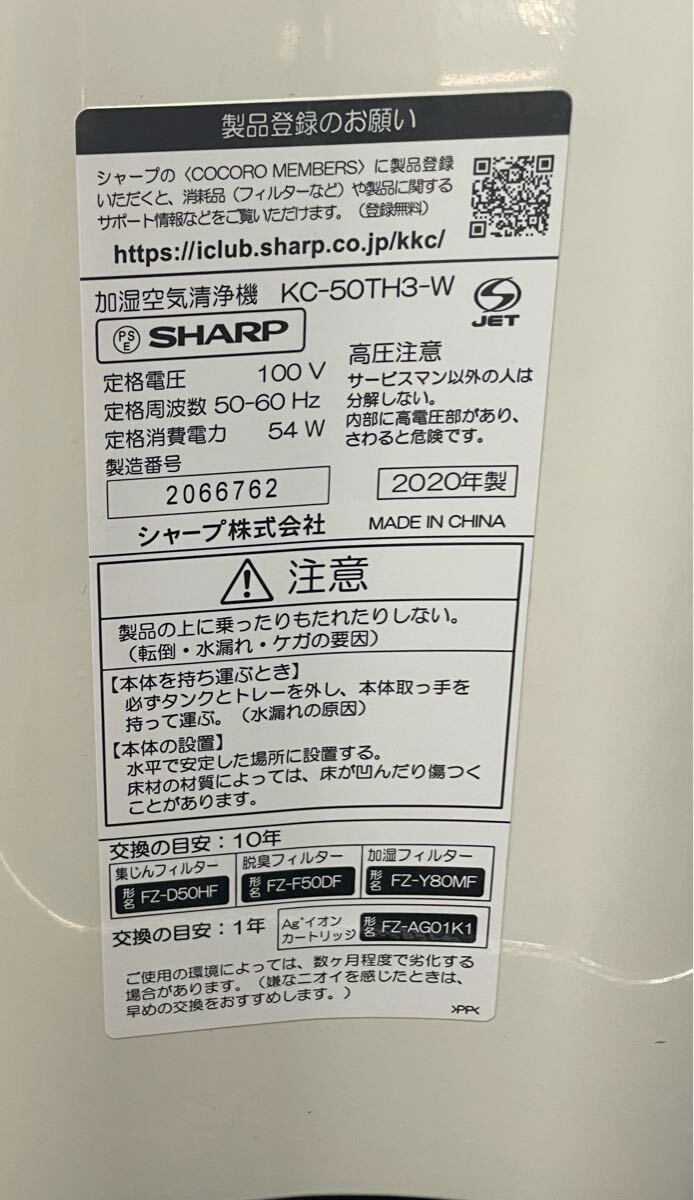 製品登録のお願い
シャープの〈COCORO MEMBERS〉に製品登録
いただくと、消耗品（フィルターなど）や製品に関する
サポート情報などをご覧いただけます。（登録無料）
https://iclub.sharp.co.jp/kkc/
加湿空気清浄機 KC-50TH3-W
JET
PS
E
SHARP
定格電圧 100 V
定格周波数 50-60 Hz
定格消費電力 54 W
製造番号
2066762
シャープ株式会社
高圧注意
サービスマン以外の人は
分解しない。
内部に高電圧部があり、
さわると危険です。
2020年製
MADE IN CHINA
注意
製品の上に乗ったりもたれたりしない。
（転倒・水漏れ・ケガの要因）
【本体を持ち運ぶとき】
必ずタンクとトレーを外し、本体取っ手を
持って運ぶ。（水漏れの原因）
【本体の設置】
水平で安定した場所に設置する。
床材の材質によっては、床が凹んだり傷つく
ことがあります。
交換の目安：10年
集じんフィルター
形名 FZ-D50HF
脱臭フィルター
形名 FZ-F50DF
加湿フィルター
形名 FZ-Y80MF
交換の目安：1年
Ag⁺イオン
カートリッジ
形名 FZ-AG01K1
ご使用の環境によっては、数ヶ月程度で劣化する
場合があります。（嫌なニオイを感じたときは、
早めの交換をおすすめします。）
>PP<